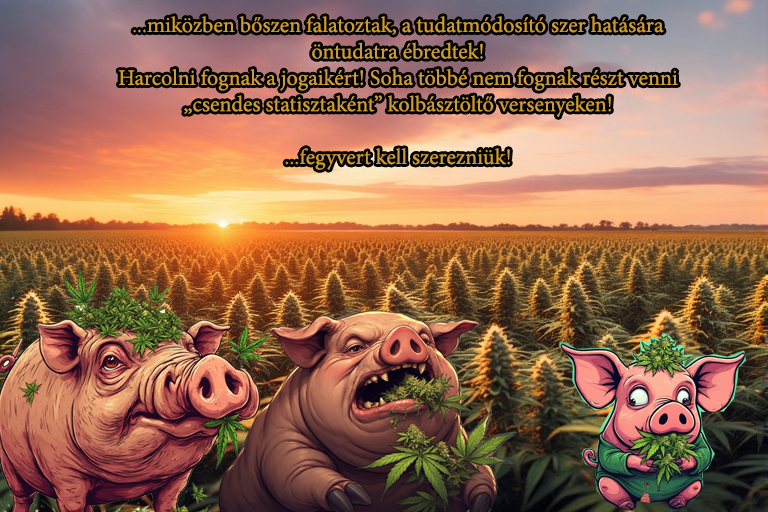 ...miközben bőszen falatoztak, a tudatmódosító szer hatására
öntudatra ébredtek!
Harcolni fognak a jogaikért! Soha többé nem fognak részt venni
„csendes statisztaként” kolbásztöltő versenyeken!
...fegyvert kell szerezniük!